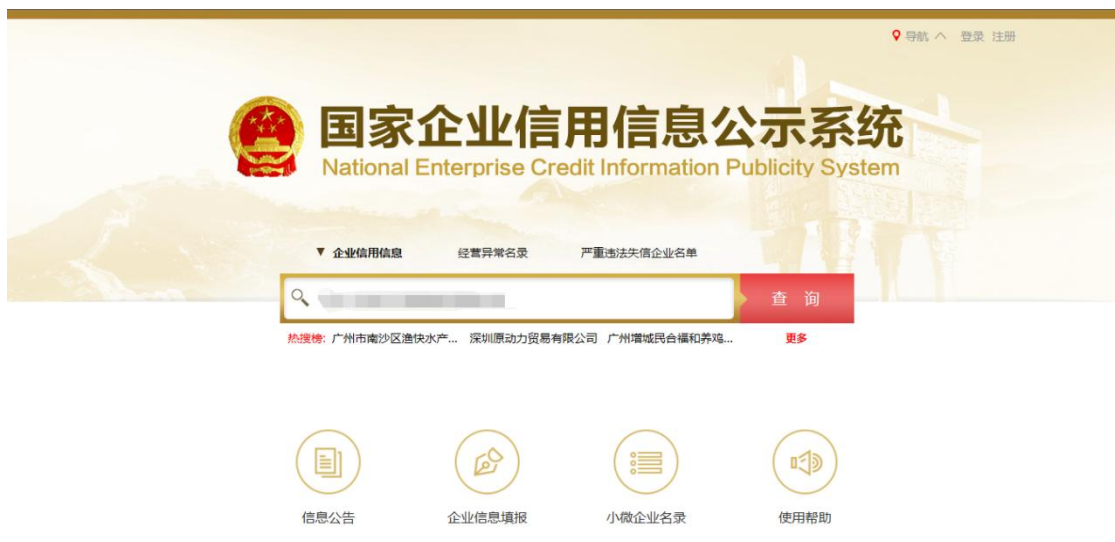 导航 登录 注册
国家企业信用信息公示系统
National Enterprise Credit Information Publicity System
企业信用信息 经营异常名录 严重违法失信企业名单
查 询
热搜榜: 广州市南沙区渔快水产... 深圳原动力贸易有限公司 广州增城民合福和养鸡... 更多
信息公告 企业信息填报 小微企业名录 使用帮助